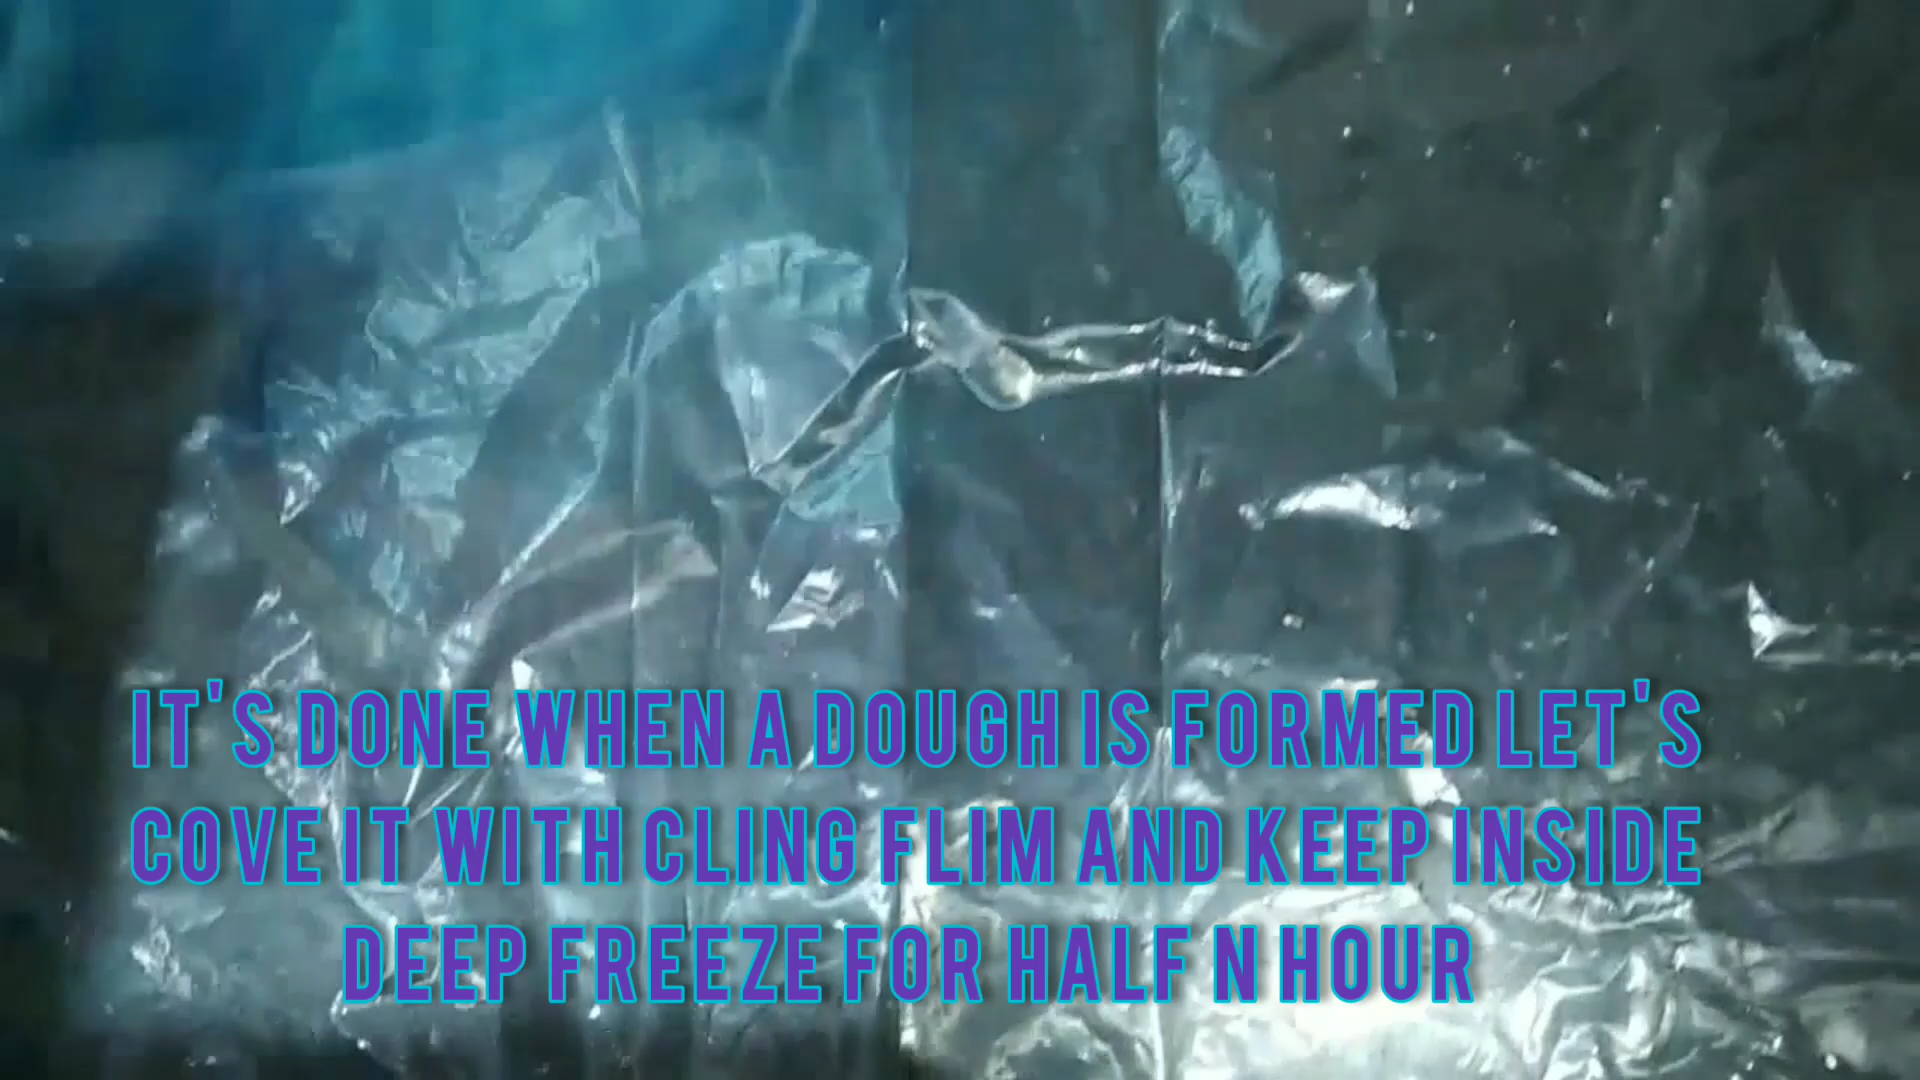 IT'S DONE WHEN A DOUGH IS FORMED LET'S
COVE IT WITH CLING FLIM AND KEEP INSIDE
DEEP FREEZE FOR HALF N HOUR